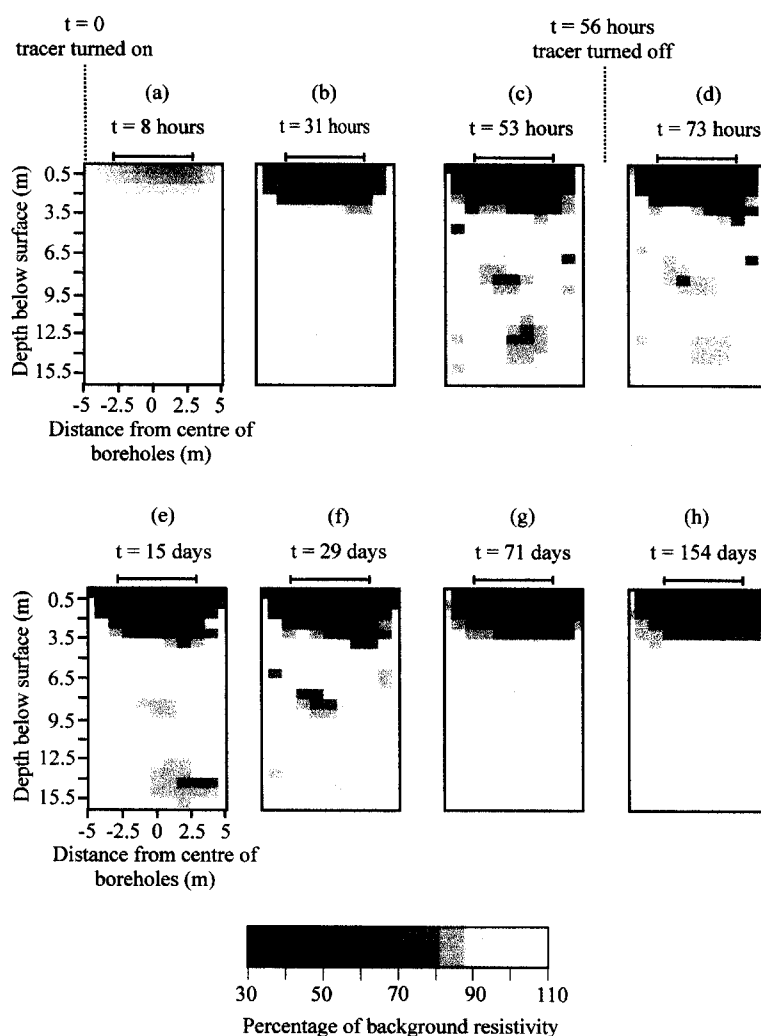 t = 0
tracer turned on
t = 56 hours
tracer turned off
(a)
(b)
(c)
(d)
t = 8 hours
t = 31 hours
t = 53 hours
t = 73 hours
Depth below surface (m)
0.5
3.5
6.5
9.5
12.5
15.5
-5 -2.5 0 2.5 5
Distance from centre of
boreholes (m)
(e)
(f)
(g)
(h)
t = 15 days
t = 29 days
t = 71 days
t = 154 days
Depth below surface (m)
0.5
3.5
6.5
9.5
12.5
15.5
-5 -2.5 0 2.5 5
Distance from centre of
boreholes (m)
30 50 70 90 110
Percentage of background resistivity